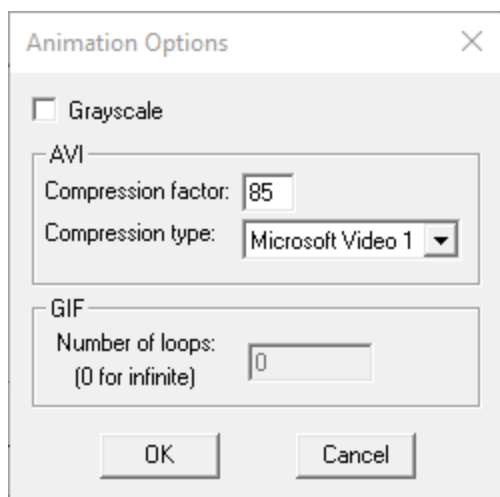 Animation Options
Grayscale
AVI
Compression factor: 85
Compression type: Microsoft Video 1
GIF
Number of loops:
(0 for infinite) 0
OK Cancel